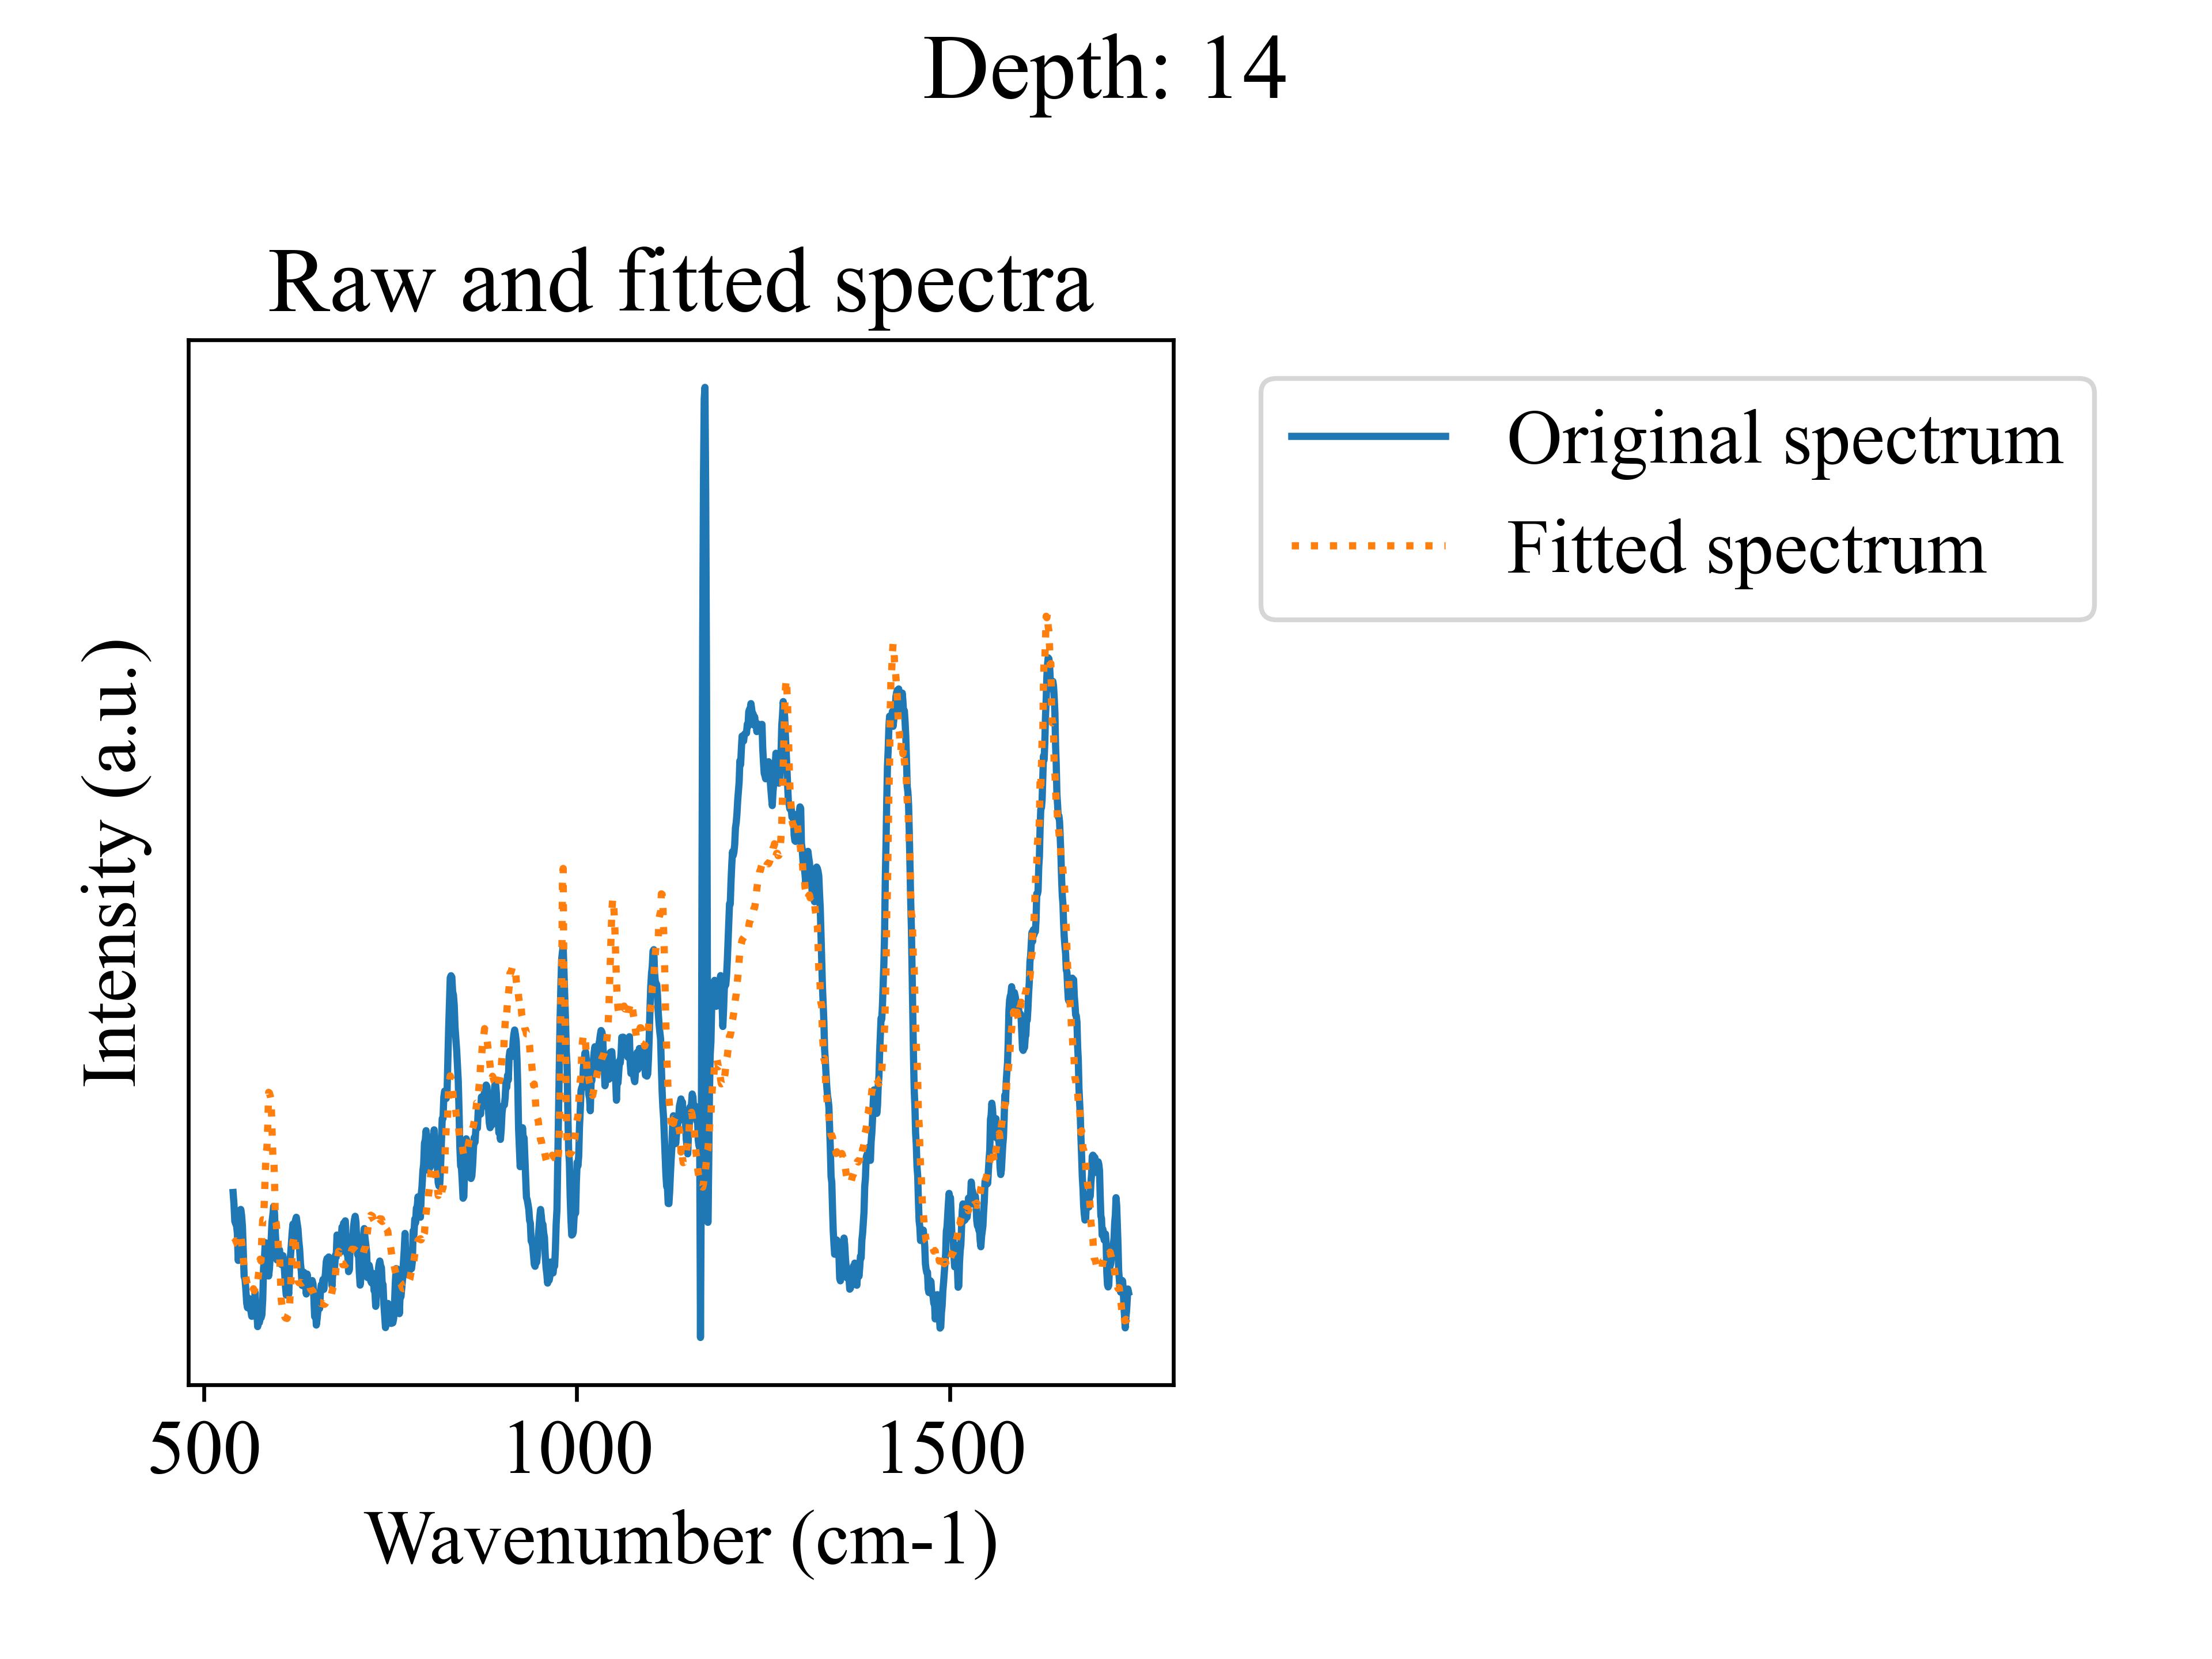 Depth: 14
Raw and fitted spectra
Original spectrum
Fitted spectrum
Intensity (a.u.)
500
1000
1500
Wavenumber (cm-1)